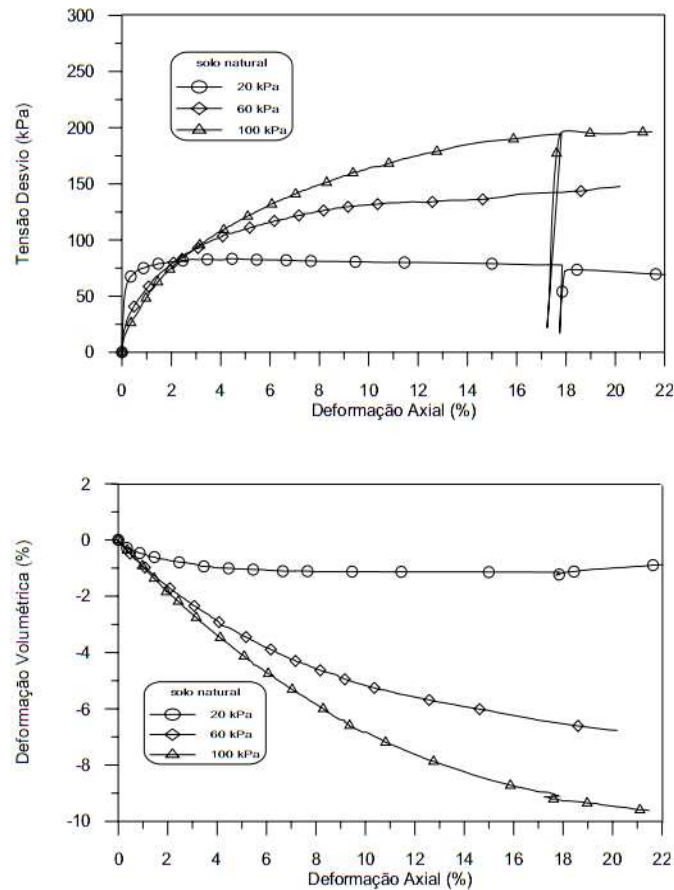 300
250
200
150
100
50
0
Tensão Desvio (kPa)
solo natural
20 kPa
60 kPa
100 kPa
0 2 4 6 8 10 12 14 16 18 20 22
Deformação Axial (%)
2
0
-2
-4
-6
-8
-10
Deformação Volumétrica (%)
solo natural
20 kPa
60 kPa
100 kPa
0 2 4 6 8 10 12 14 16 18 20 22
Deformação Axial (%)